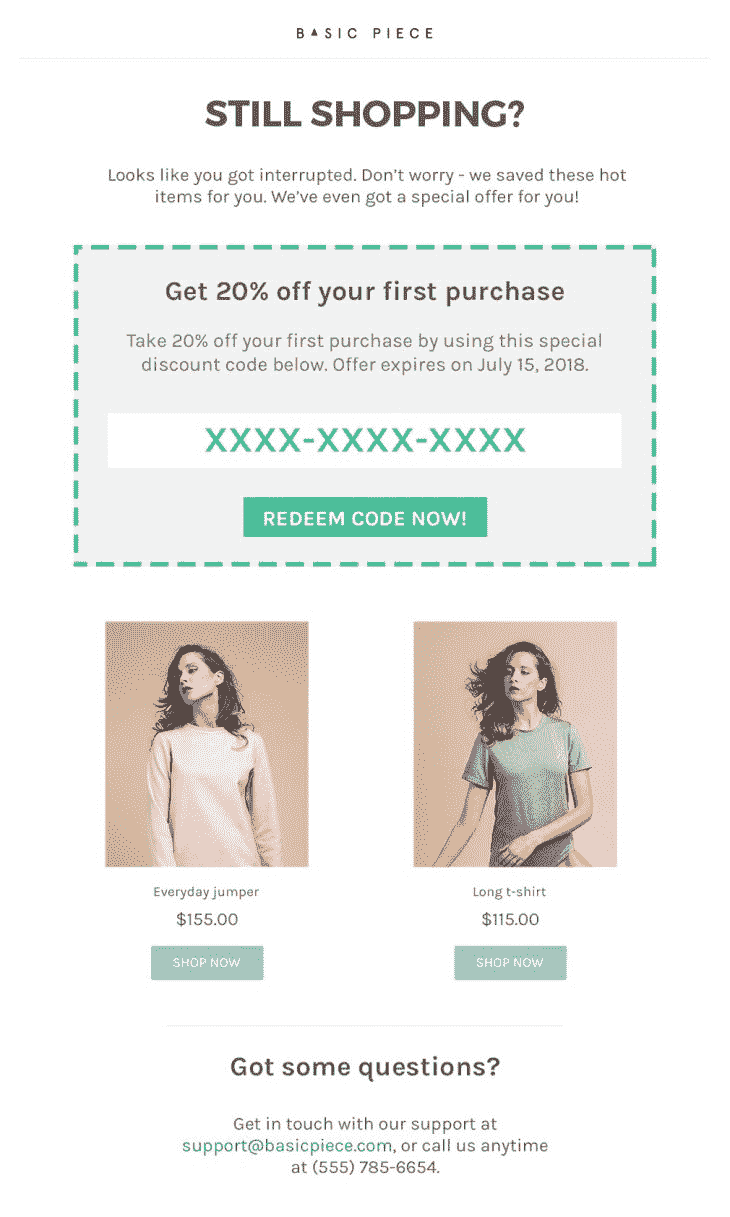 BASIC PIECE
STILL SHOPPING?
Looks like you got interrupted. Don't worry - we saved these hot
items for you. We've even got a special offer for you!
Get 20% off your first purchase
Take 20% off your first purchase by using this special
discount code below. Offer expires on July 15, 2018.
XXXX-XXXX-XXXX
REDEEM CODE NOW!
Everyday jumper
Long t-shirt
$155.00
$115.00
SHOP NOW
SHOP NOW
Got some questions?
Get in touch with our support at
support@basicpiece.com, or call us anytime
at (555) 785-6654.